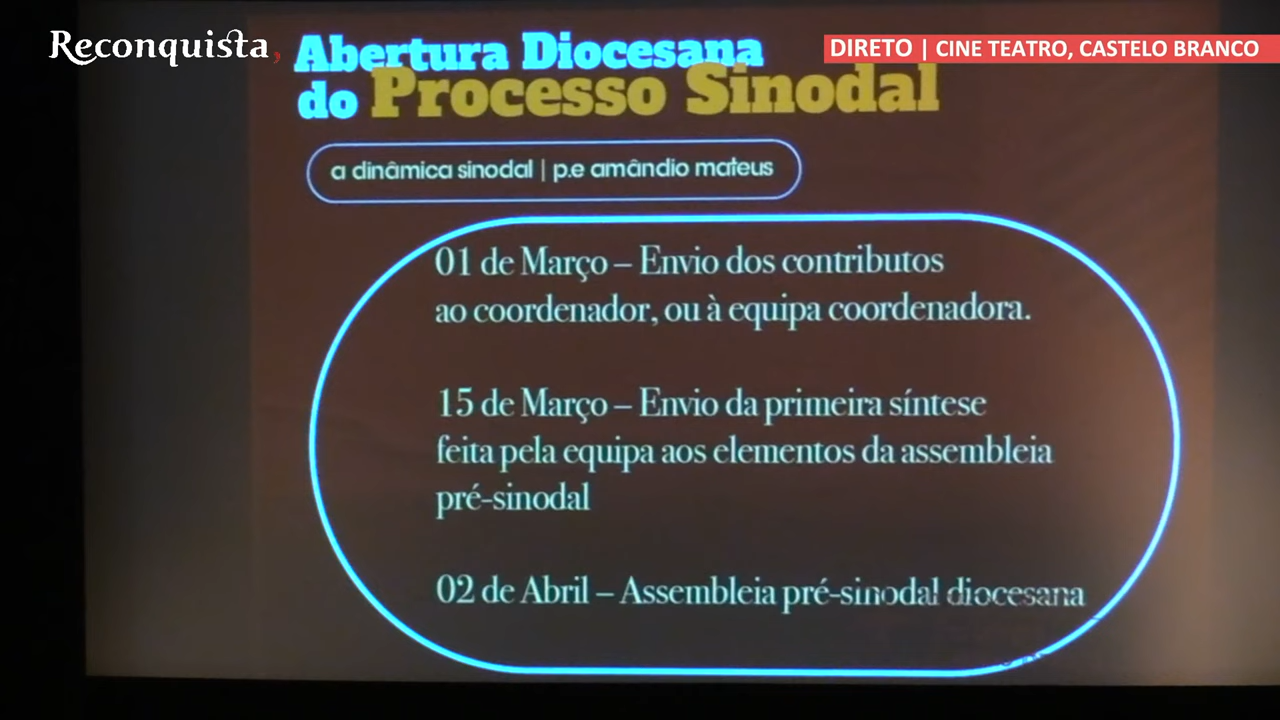 Reconquista,
DIRETO | CINE TEATRO, CASTELO BRANCO
Abertura Diocesana
do Processo Sinodal
a dinâmica sinodal | p.e amândio mateus
01 de Março – Envio dos contributos
ao coordenador, ou à equipa coordenadora.
15 de Março – Envio da primeira síntese
feita pela equipa aos elementos da assembleia
pré-sinodal
02 de Abril – Assembleia pré-sinodal diocesana